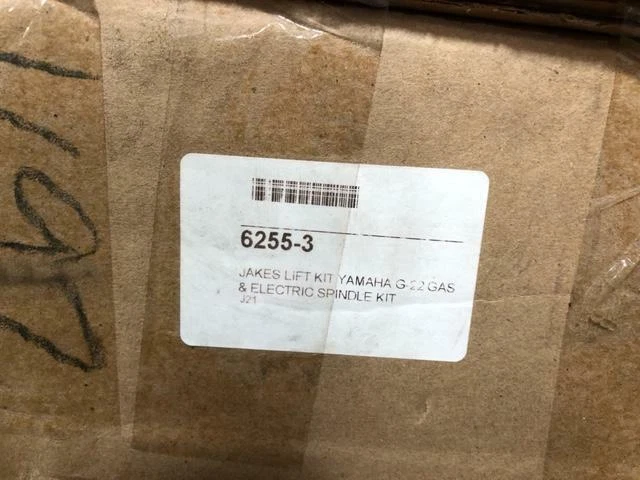 6255-3
JAKES LIFT KIT YAMAHA G-22 GAS
& ELECTRIC SPINDLE KIT
J21